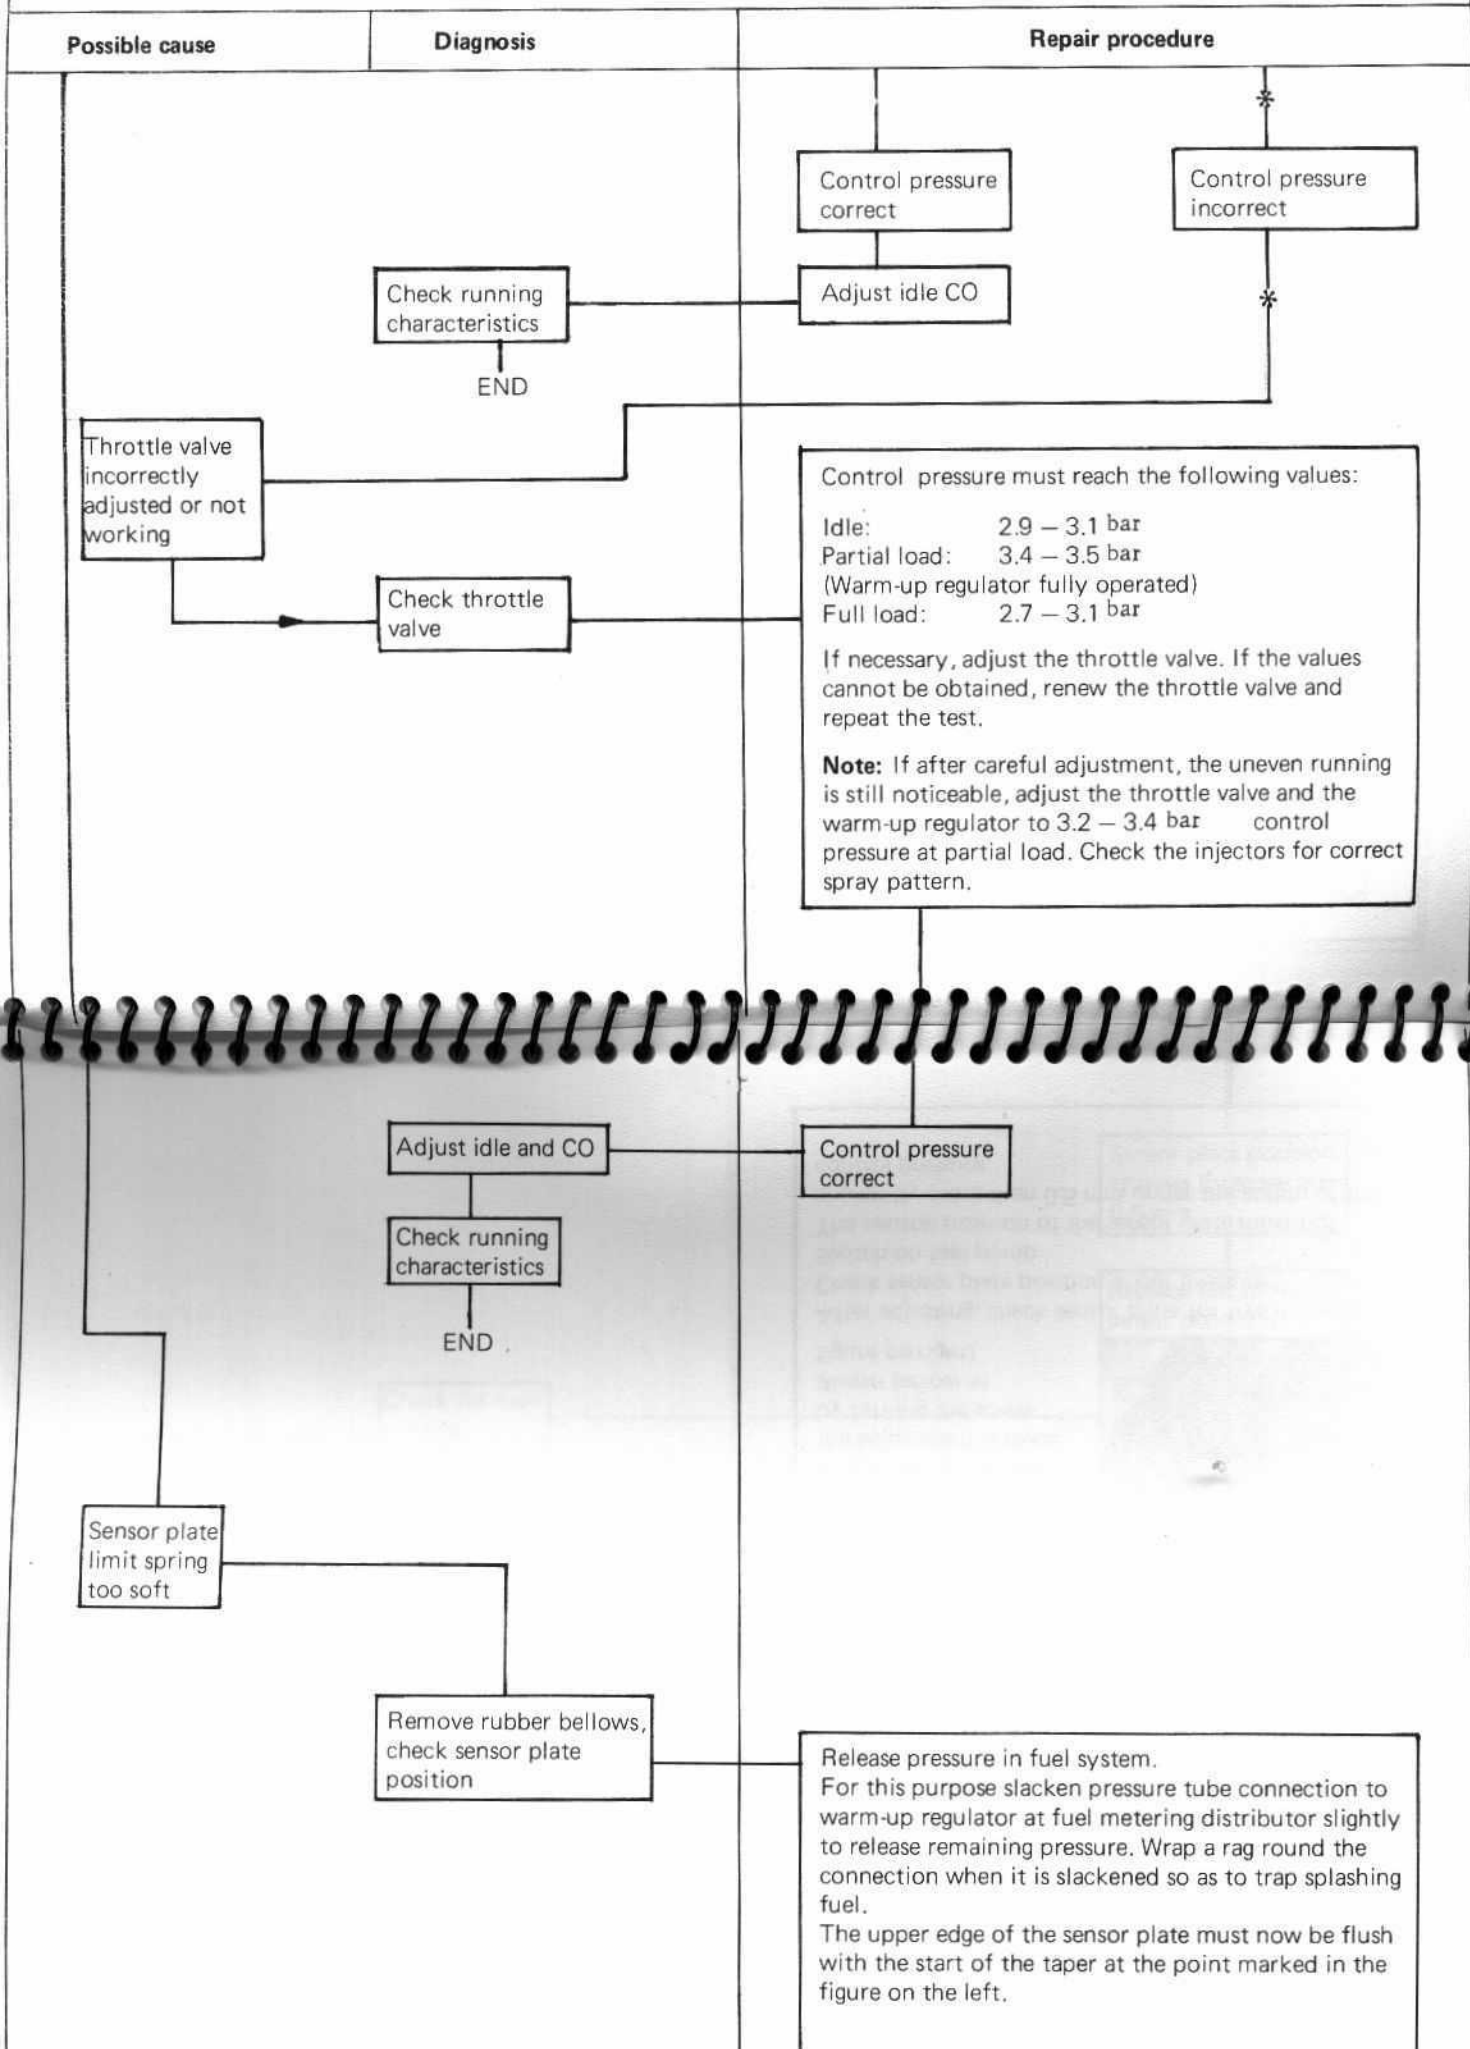 Possible cause
Diagnosis
Repair procedure
*
Control pressure
correct
Control pressure
incorrect
Check running
characteristics
Adjust idle CO
*
END
Throttle valve
incorrectly
adjusted or not
working
Control pressure must reach the following values:
Idle: 2.9 – 3.1 bar
Partial load: 3.4 – 3.5 bar
(Warm-up regulator fully operated)
Full load: 2.7 – 3.1 bar
Check throttle
valve
If necessary, adjust the throttle valve. If the values
cannot be obtained, renew the throttle valve and
repeat the test.
Note: If after careful adjustment, the uneven running
is still noticeable, adjust the throttle valve and the
warm-up regulator to 3.2 – 3.4 bar control
pressure at partial load. Check the injectors for correct
spray pattern.
Adjust idle and CO
Control pressure
correct
Check running
characteristics
END
Sensor plate
limit spring
too soft
Remove rubber bellows,
check sensor plate
position
Release pressure in fuel system.
For this purpose slacken pressure tube connection to
warm-up regulator at fuel metering distributor slightly
to release remaining pressure. Wrap a rag round the
connection when it is slackened so as to trap splashing
fuel.
The upper edge of the sensor plate must now be flush
with the start of the taper at the point marked in the
figure on the left.